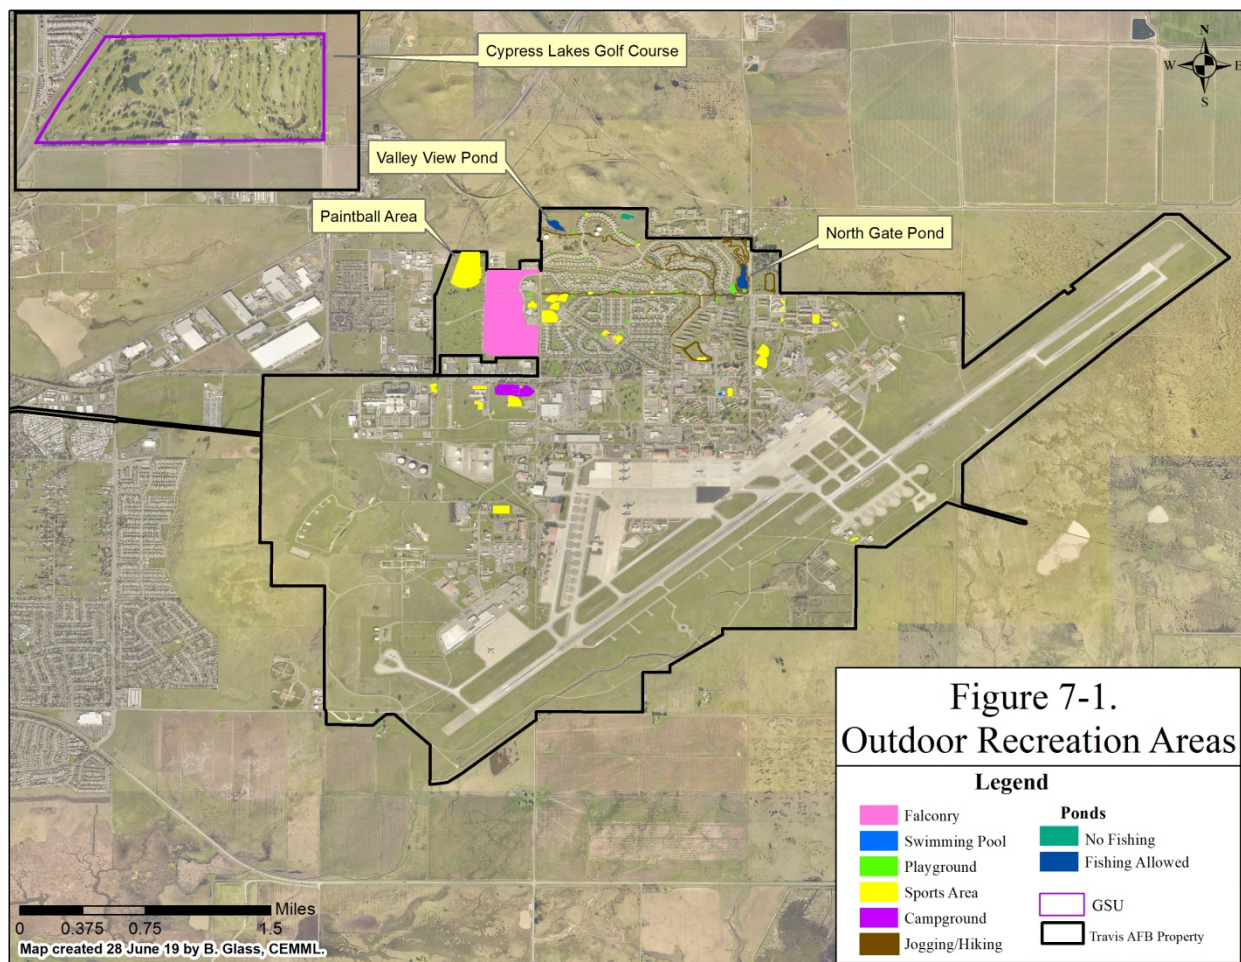 Cypress Lakes Golf Course
N
W
E
S
Valley View Pond
Paintball Area
North Gate Pond
Figure 7-1.
Outdoor Recreation Areas
Legend
Falconry
Swimming Pool
Playground
Sports Area
Campground
Jogging/Hiking
Ponds
No Fishing
Fishing Allowed
GSU
Travis AFB Property
Miles
0 0.375 0.75 1.5
Map created 28 June 19 by B. Glass, CEMML.